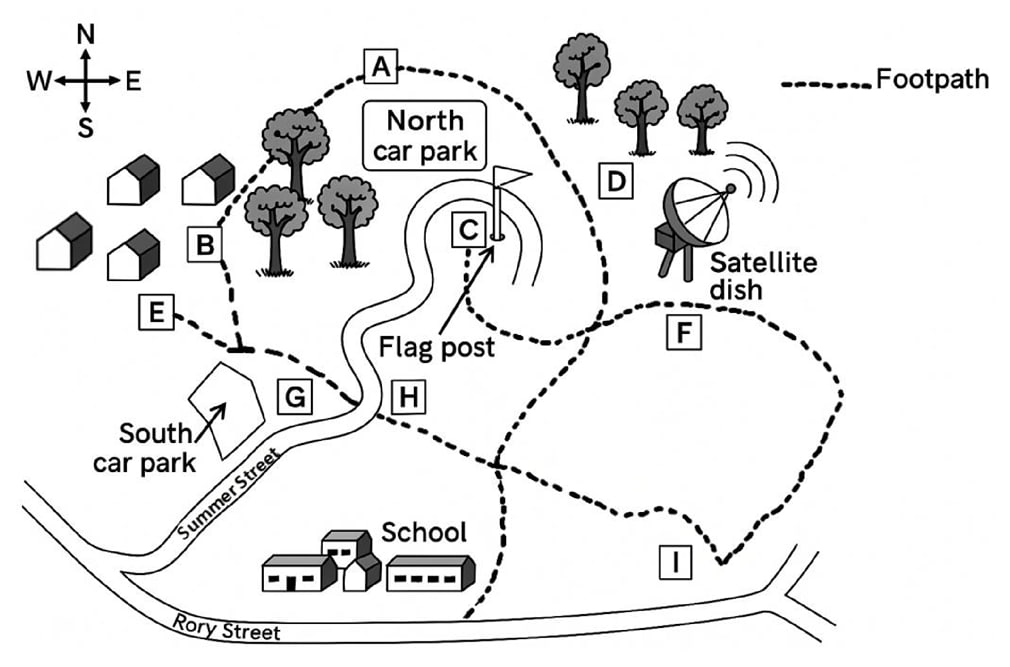 N
W E
S
A
Footpath
North
car park
D
C
B
Satellite
dish
E
F
Flag post
G
H
South
car park
Summer Street
School
I
Rory Street